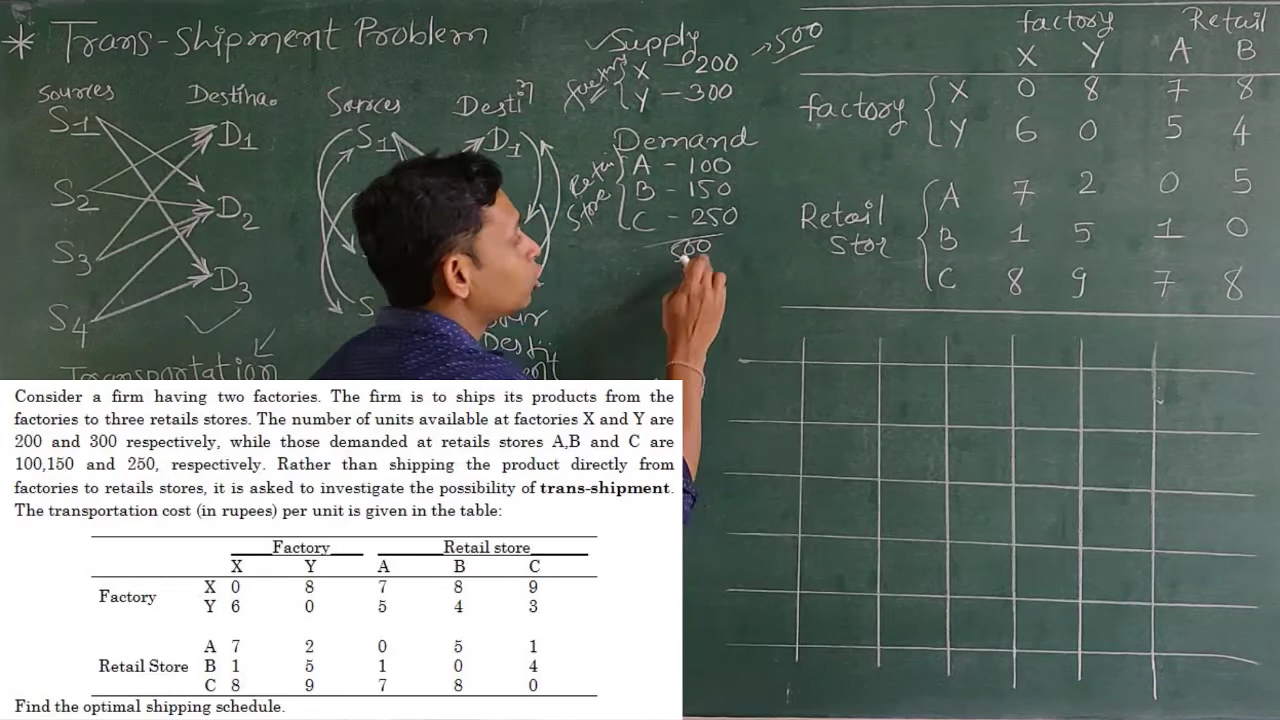 * Trans-shipment Problem
Sources Destina.
S1 D1
S2 D2
S3 D3
S4
Transportation
Sources Desti
S1 D1
S
Desti
ment
Supply
X - 200 → 500
Y - 300
Demand
A - 100
B - 150
C - 250
500
factory Retail
X Y A B
factory X 0 8 7 8
Y 6 0 5 4
Retail Stor A 7 2 0 5
B 1 5 1 0
C 8 9 7 8
Consider a firm having two factories. The firm is to ships its products from the
factories to three retails stores. The number of units available at factories X and Y are
200 and 300 respectively, while those demanded at retails stores A,B and C are
100,150 and 250, respectively. Rather than shipping the product directly from
factories to retails stores, it is asked to investigate the possibility of trans-shipment.
The transportation cost (in rupees) per unit is given in the table:
Factory Retail store
X Y A B C
Factory X 0 8 7 8 9
Y 6 0 5 4 3
A 7 2 0 5 1
Retail Store B 1 5 1 0 4
C 8 9 7 8 0
Find the optimal shipping schedule.